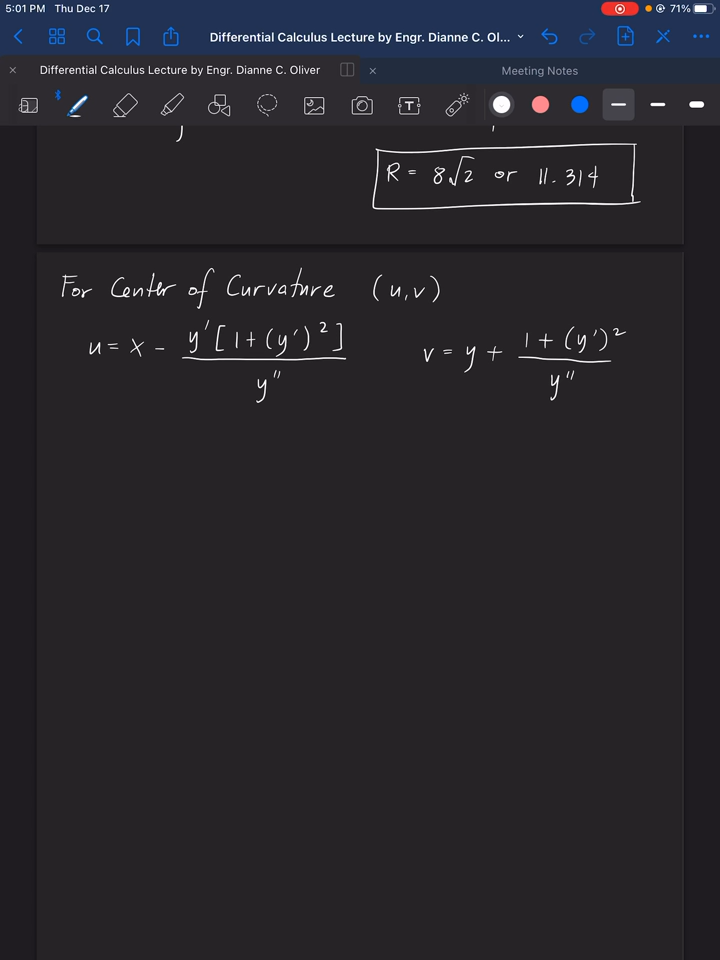 5:01 PM Thu Dec 17
71%
Differential Calculus Lecture by Engr. Dianne C. Ol...
Differential Calculus Lecture by Engr. Dianne C. Oliver
Meeting Notes
R = 8√2 or 11.314
For Center of Curvature (u,v)
u = x - y'[1+(y')²] / y''
v = y + 1+(y')² / y''